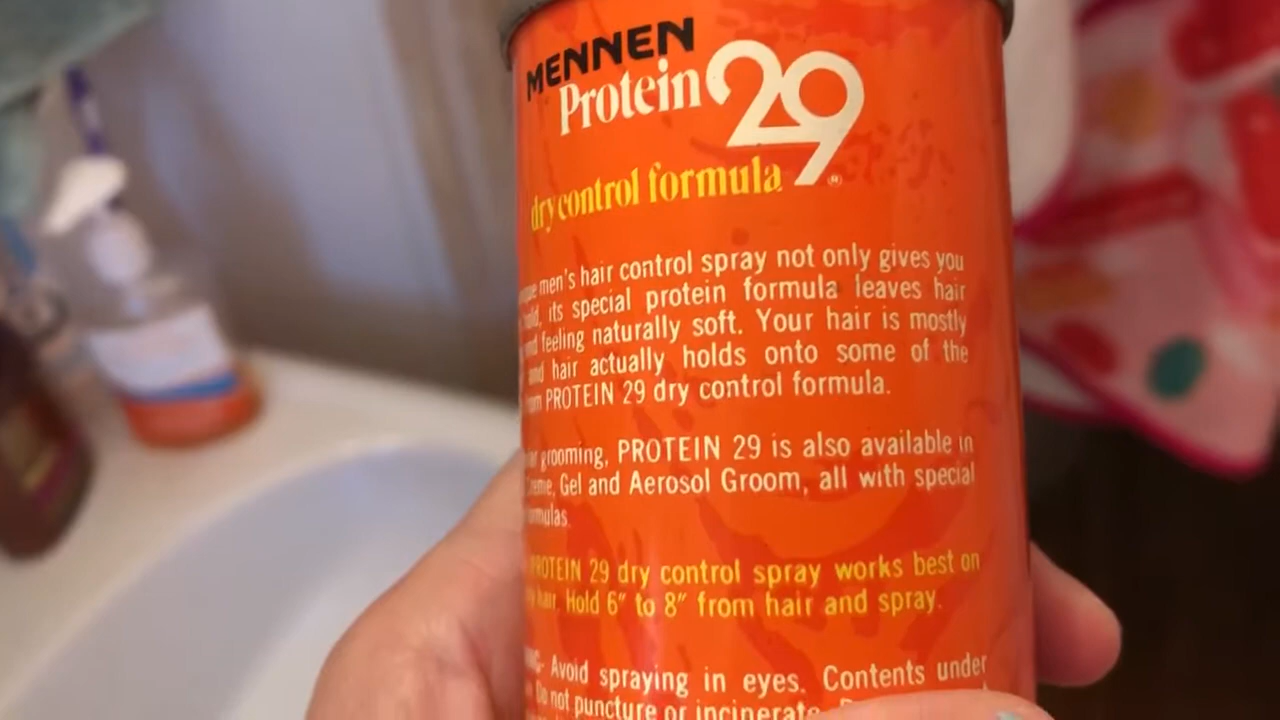 MENNEN
Protein 29
dry control formula
men's hair control spray not only gives you
its special protein formula leaves hair
feeling naturally soft. Your hair is mostly
and hair actually holds onto some of the
PROTEIN 29 dry control formula.
grooming, PROTEIN 29 is also available in
Gel and Aerosol Groom, all with special
PROTEIN 29 dry control spray works best on
hair. Hold 6" to 8" from hair and spray.
Avoid spraying in eyes. Contents under
Do not puncture or incinerate